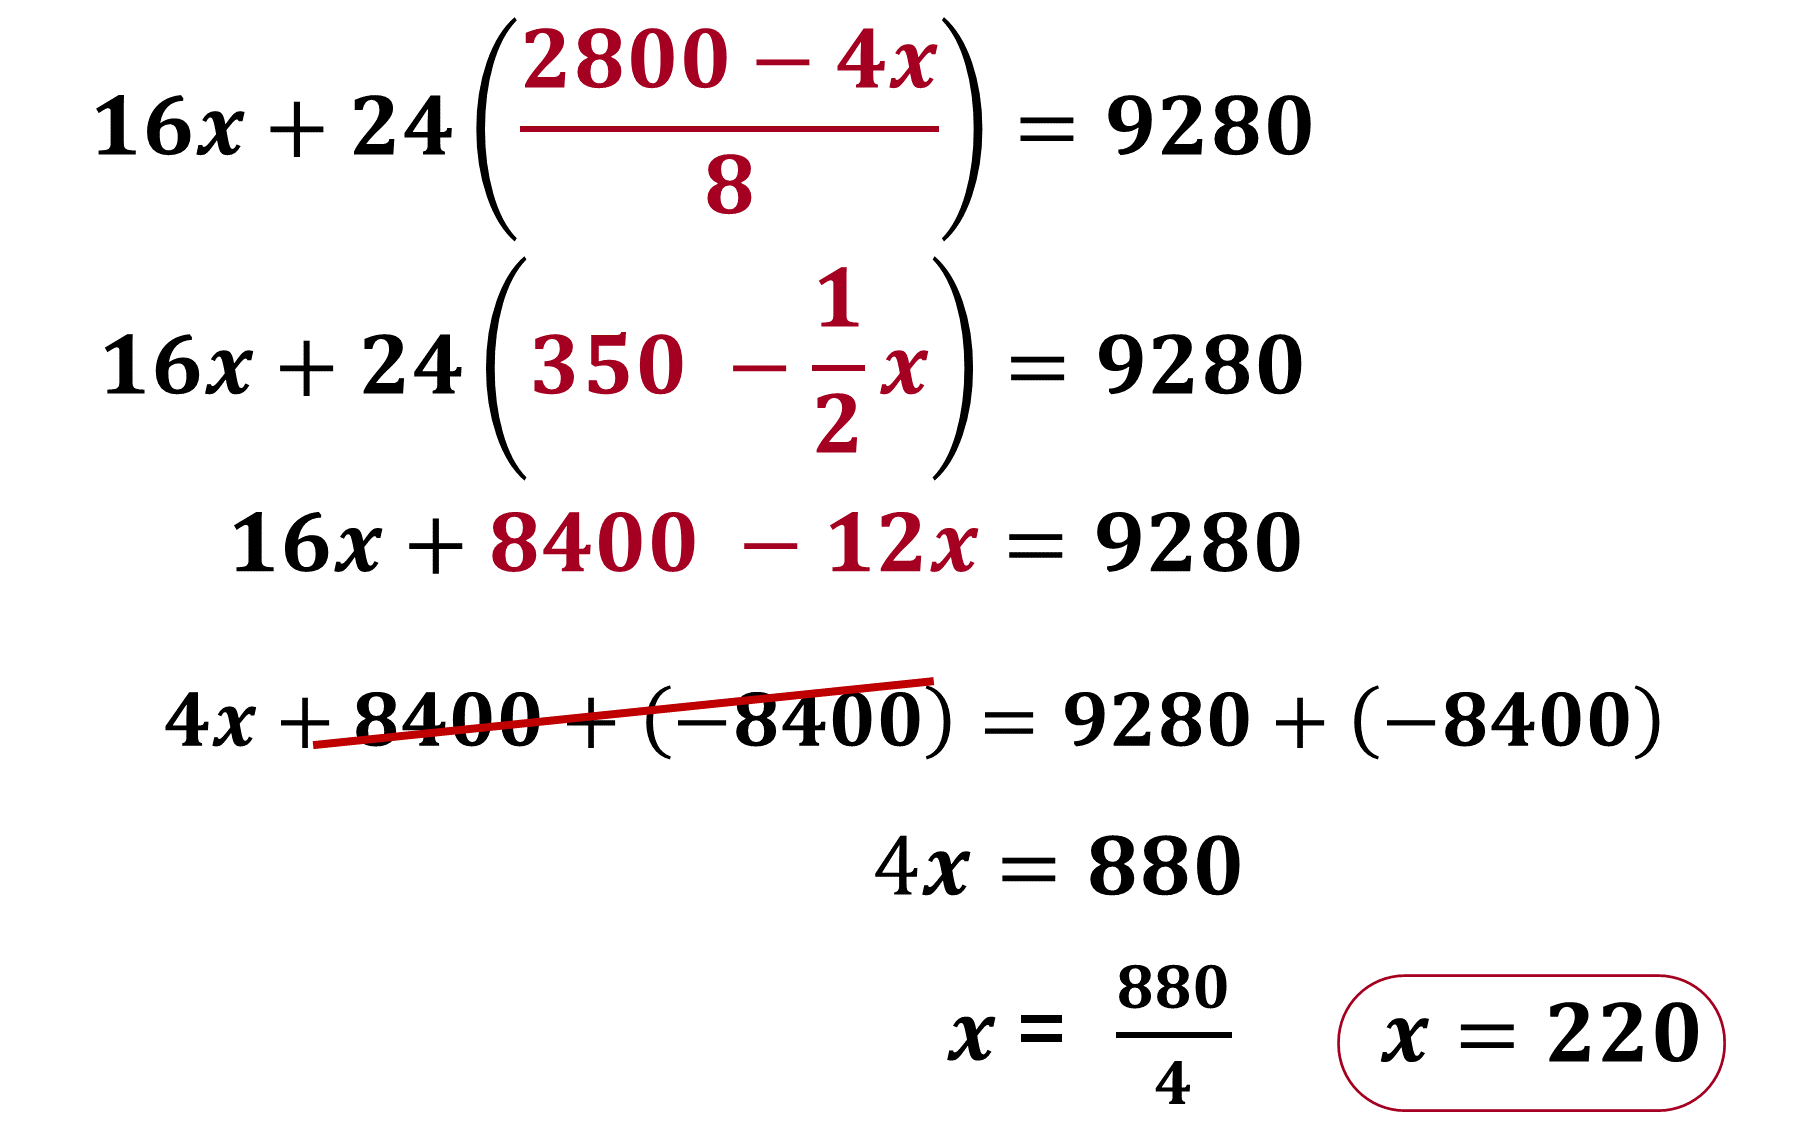 16x + 24 ( (2800 − 4x) / 8 ) = 9280
16x + 24 ( 350 − 1/2 x ) = 9280
16x + 8400 − 12x = 9280
4x + 8400 + (−8400) = 9280 + (−8400)
4x = 880
x = 880/4 x = 220